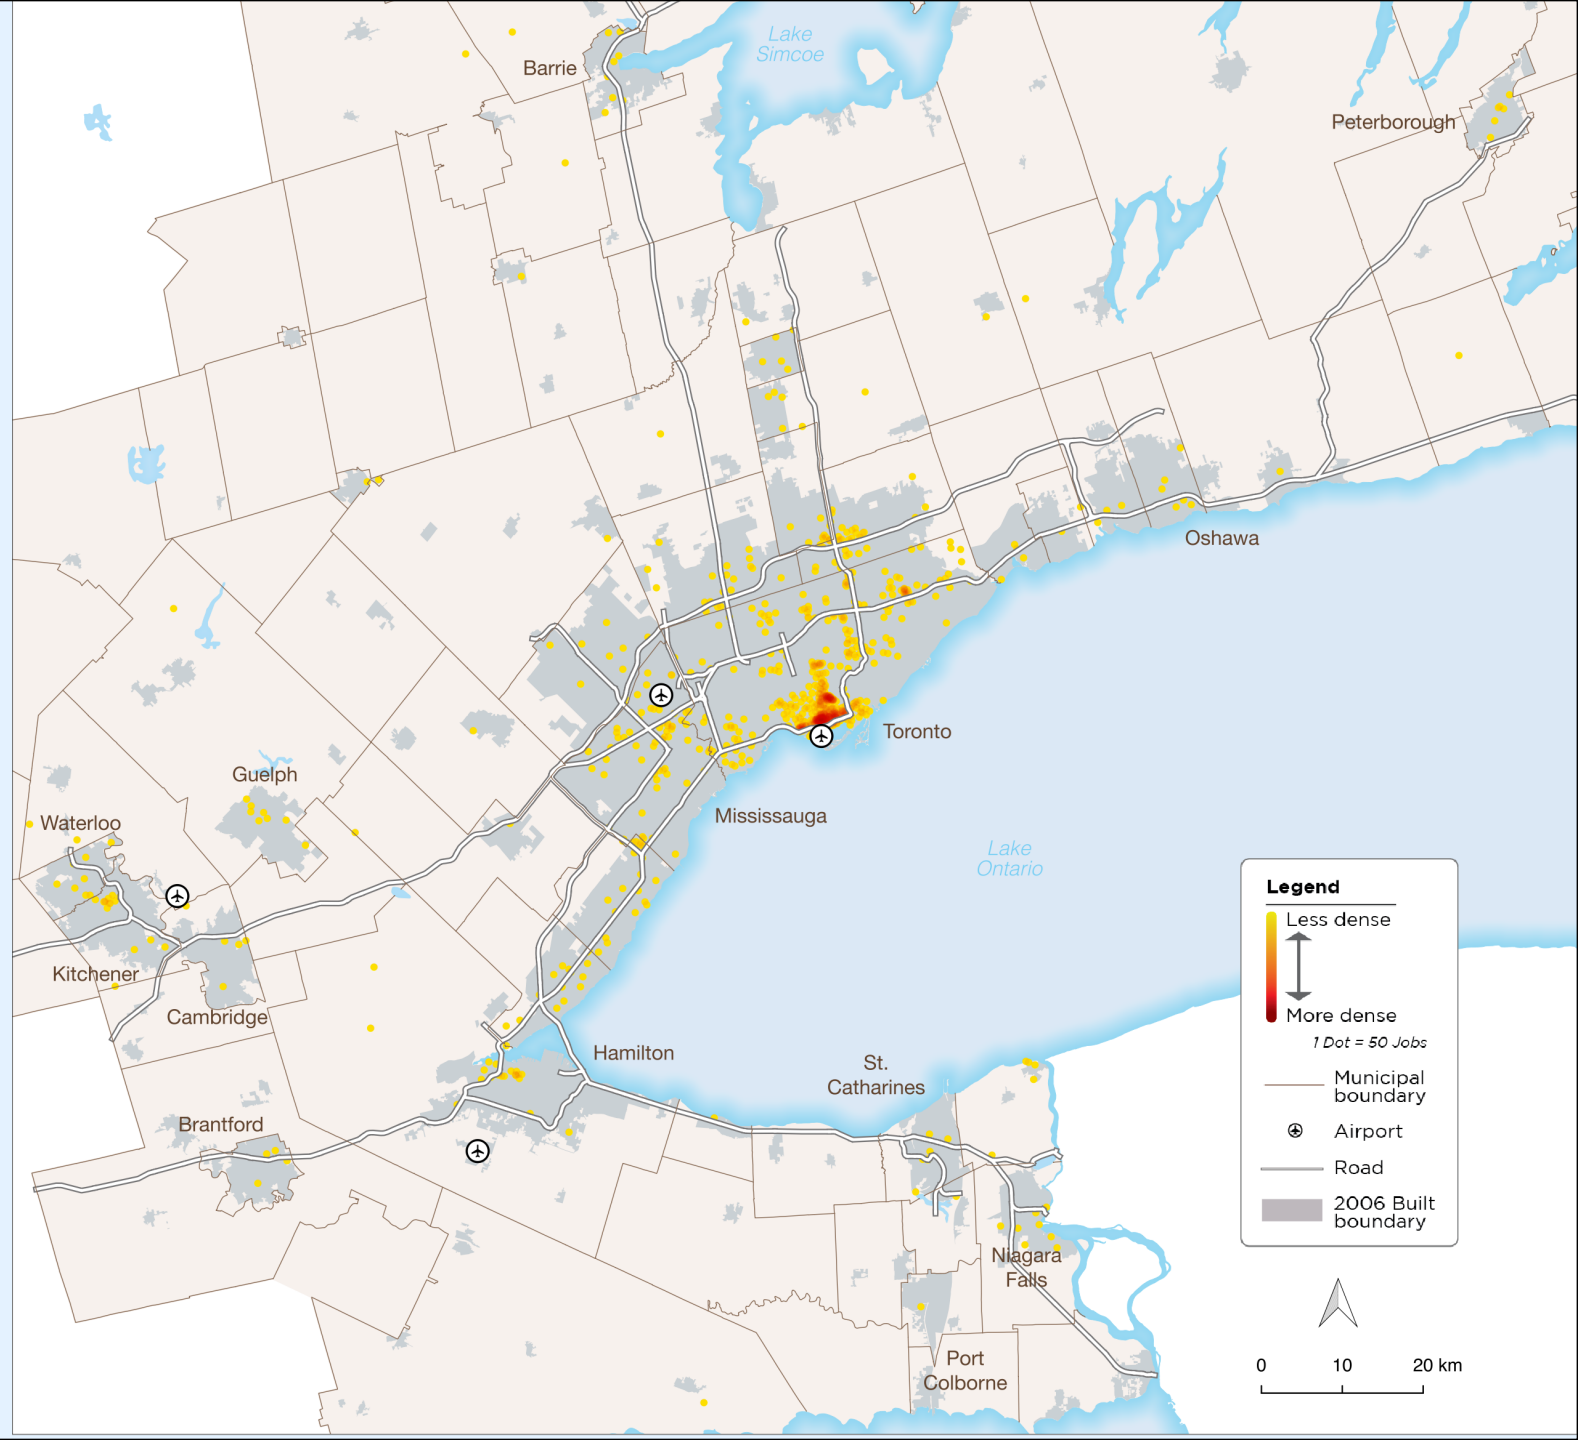 Lake
Simcoe
Barrie
Peterborough
Oshawa
Toronto
Guelph
Waterloo
Mississauga
Lake
Ontario
Kitchener
Cambridge
Hamilton
St.
Catharines
Brantford
Niagara
Falls
Port
Colborne
Legend
Less dense
More dense
1 Dot = 50 Jobs
Municipal
boundary
Airport
Road
2006 Built
boundary
0 10 20 km